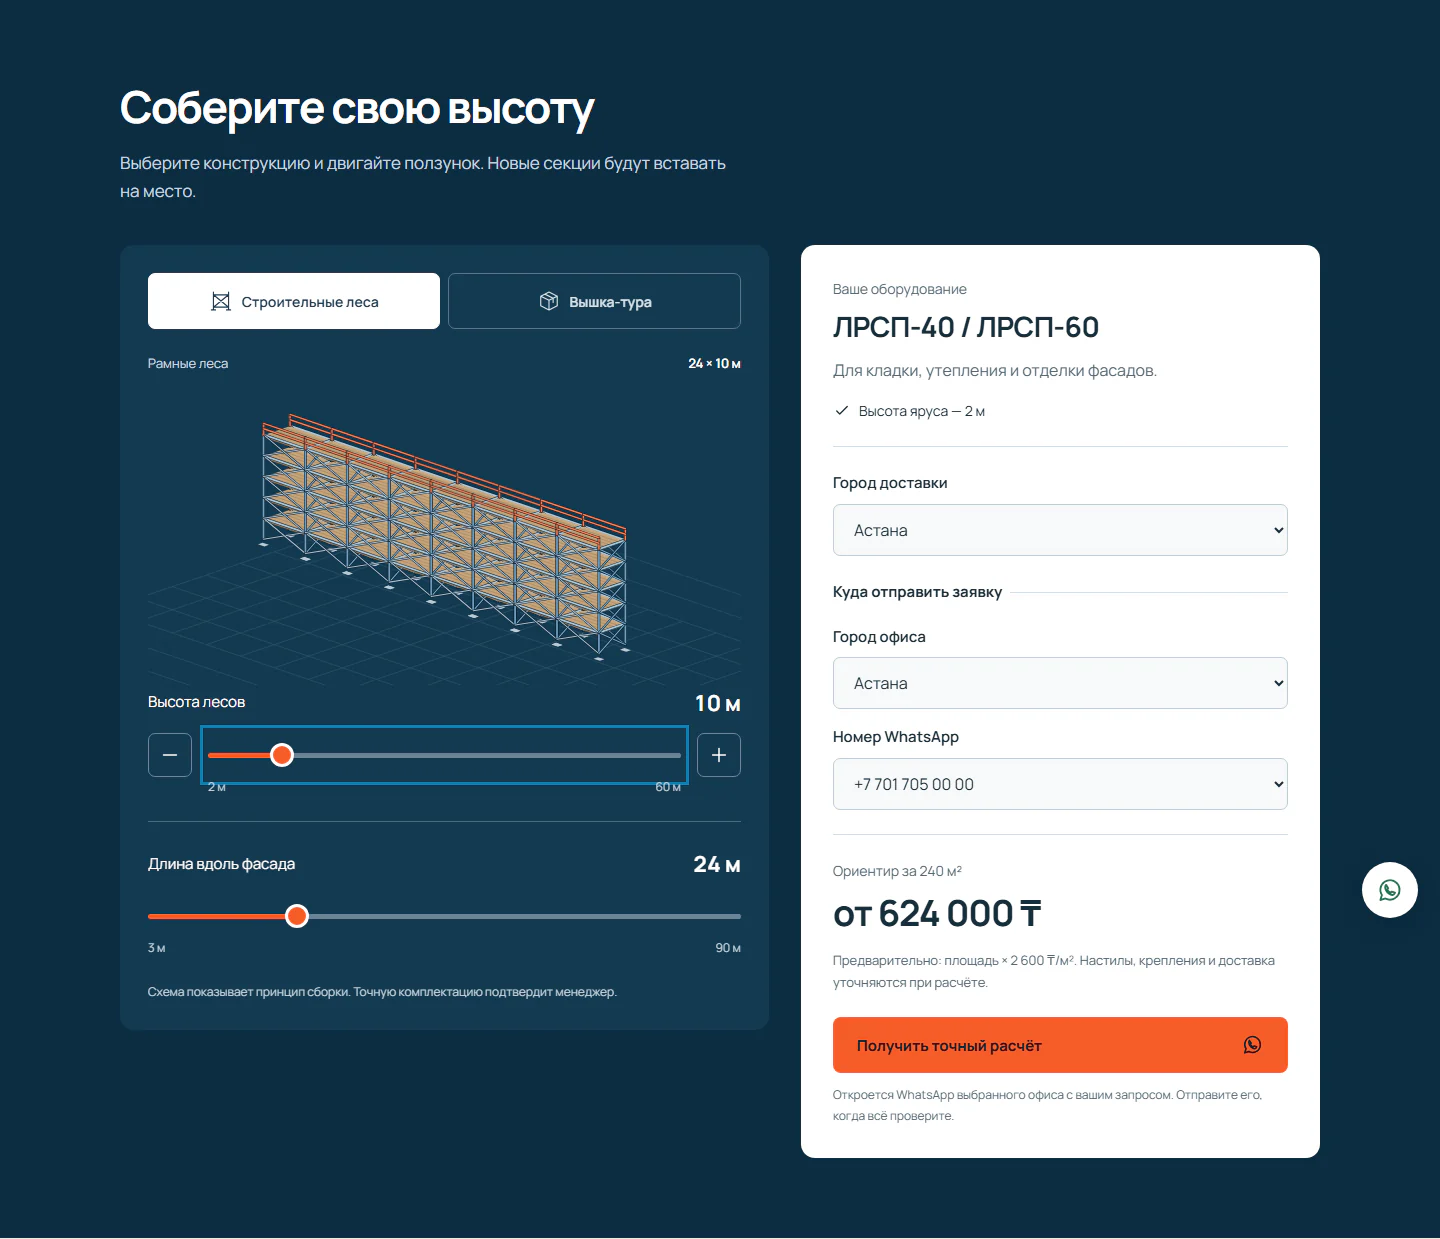 Соберите свою высоту
Выберите конструкцию и двигайте ползунок. Новые секции будут вставать
на место.
Строительные леса
Вышка-тура
Рамные леса
24 × 10 м
Высота лесов
10 м
2 м
60 м
Длина вдоль фасада
24 м
3 м
90 м
Схема показывает принцип сборки. Точную комплектацию подтвердит менеджер.
Ваше оборудование
ЛРСП-40 / ЛРСП-60
Для кладки, утепления и отделки фасадов.
Высота яруса — 2 м
Город доставки
Астана
Куда отправить заявку
Город офиса
Астана
Номер WhatsApp
+7 701 705 00 00
Ориентир за 240 м²
от 624 000 ₸
Предварительно: площадь × 2 600 ₸/м². Настилы, крепления и доставка
уточняются при расчёте.
Получить точный расчёт
Откроется WhatsApp выбранного офиса с вашим запросом. Отправите его,
когда всё проверите.